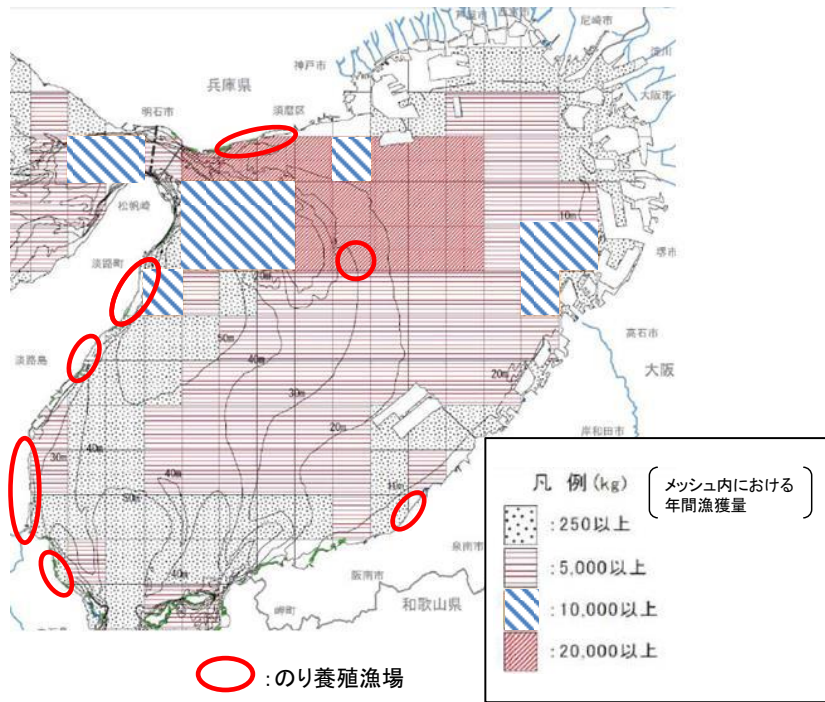 尼崎市
淀川
神戸市
兵庫県
大阪市
明石市
須磨区
松帆崎
10m
堺市
淡路町
50m
高石市
淡路島
40m
大阪
20m
30m
20m
岸和田市
30m
40m
40m
10m
50m
泉南市
40m
阪南市
和歌山県
岬町
凡 例(kg)
メッシュ内における
年間漁獲量
:250以上
:5,000以上
:10,000以上
:20,000以上
:のり養殖漁場